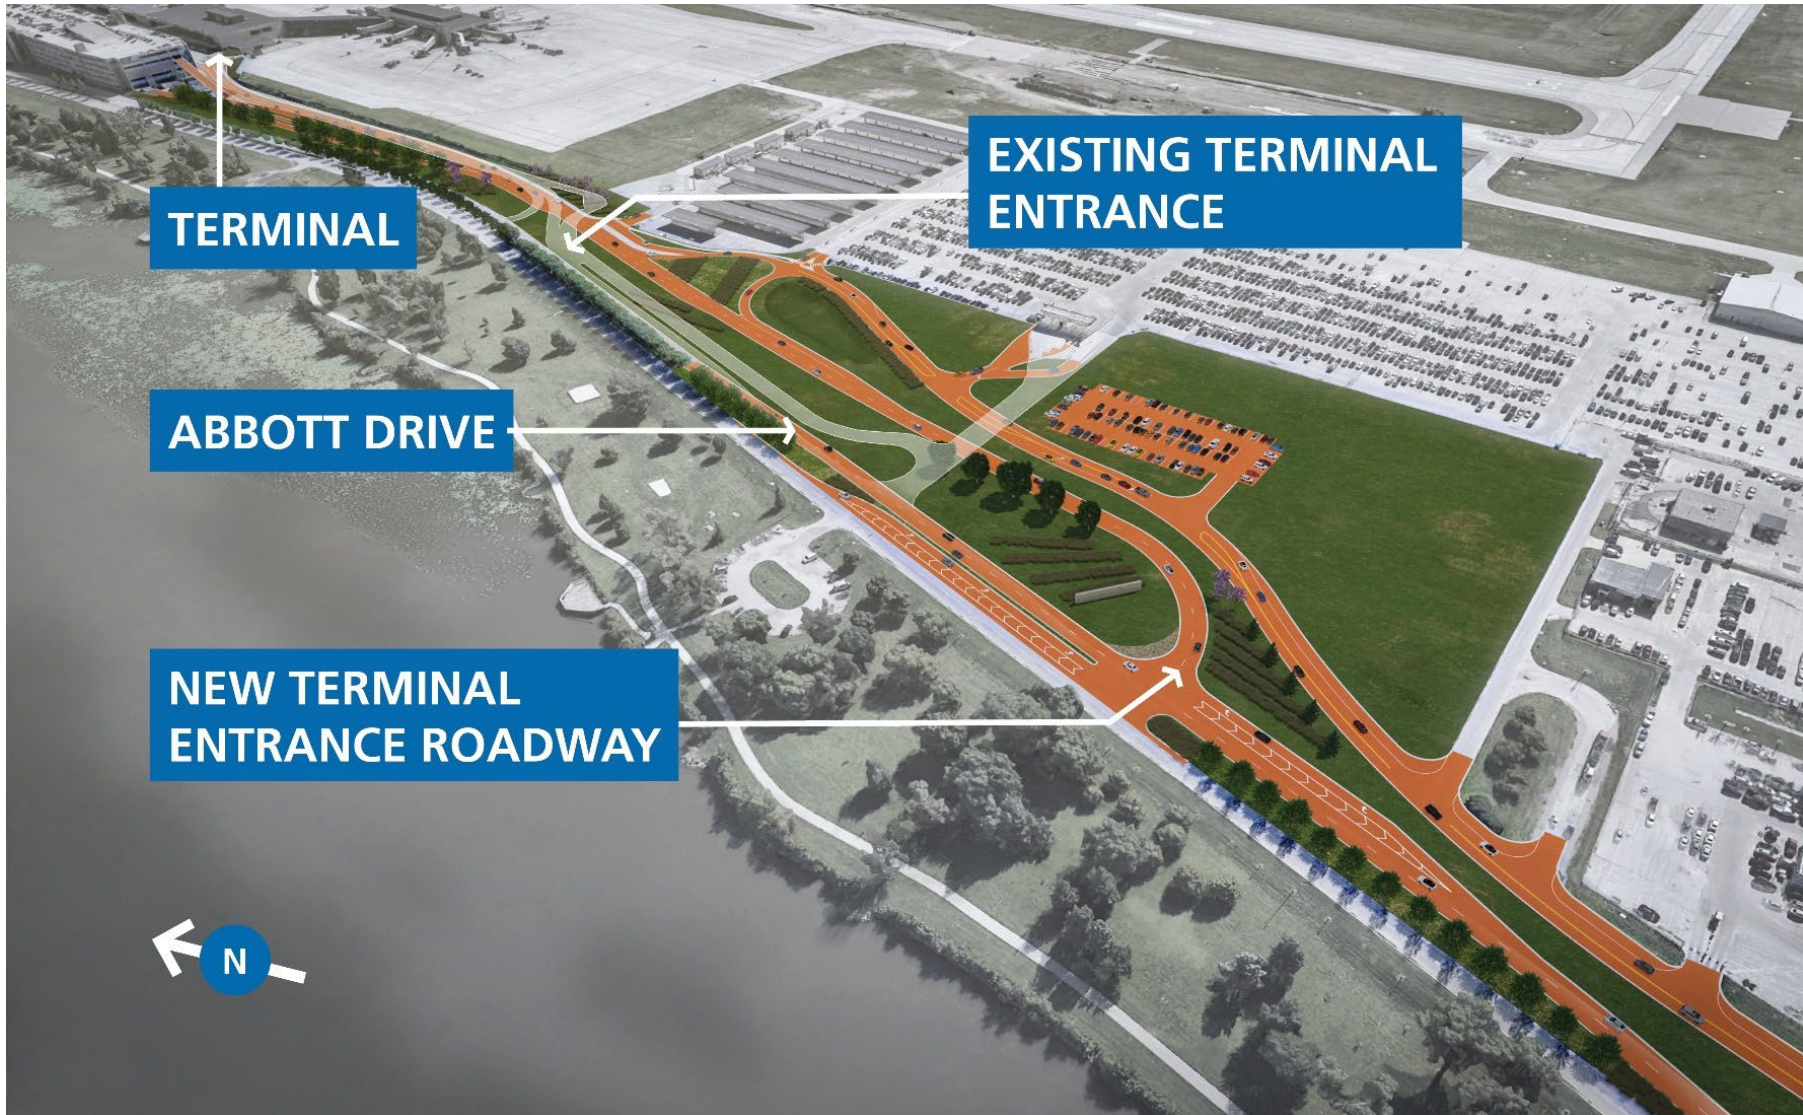 TERMINAL
EXISTING TERMINAL
ENTRANCE
ABBOTT DRIVE
NEW TERMINAL
ENTRANCE ROADWAY
N